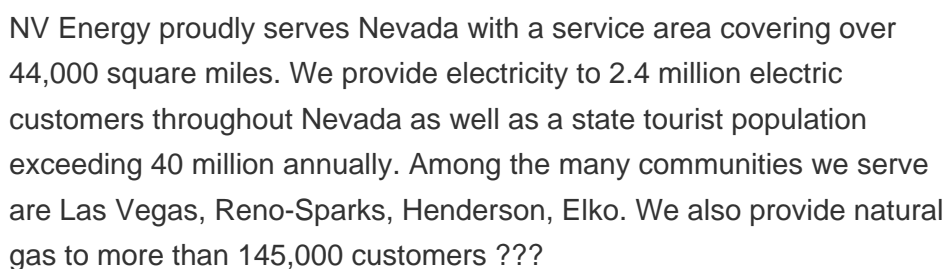 NV Energy proudly serves Nevada with a service area covering over
44,000 square miles. We provide electricity to 2.4 million electric
customers throughout Nevada as well as a state tourist population
exceeding 40 million annually. Among the many communities we serve
are Las Vegas, Reno-Sparks, Henderson, Elko. We also provide natural
gas to more than 145,000 customers ???